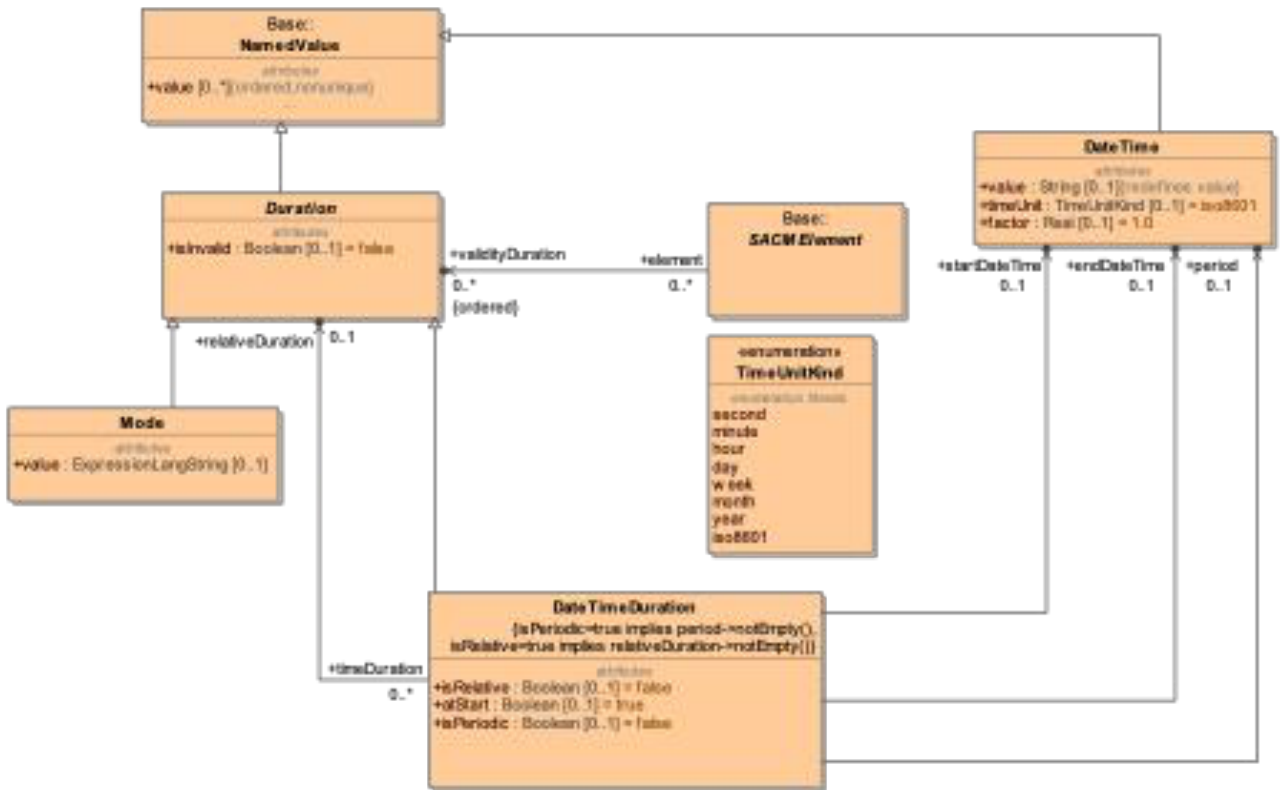 Base::
NamedValue
attributes
+value [0..*]{ordered,nonunique}
DateTime
attributes
+value : String [0..1]{redefines value}
+timeUnit : TimeUnitKind [0..1] = iso8601
+factor : Real [0..1] = 1.0
Duration
attributes
+isInvalid : Boolean [0..1] = false
Base::
SACMElement
+validityDuration
0..*
{ordered}
+element
0..*
+startDateTime
0..1
+endDateTime
0..1
+period
0..1
+relativeDuration
0..1
«enumeration»
TimeUnitKind
enumeration literals
second
minute
hour
day
week
month
year
iso8601
Mode
attributes
+value : ExpressionLangString [0..1]
DateTimeDuration
{isPeriodic=true implies period->notEmpty(),
isRelative=true implies relativeDuration->notEmpty()}
attributes
+isRelative : Boolean [0..1] = false
+atStart : Boolean [0..1] = true
+isPeriodic : Boolean [0..1] = false
+timeDuration
0..*